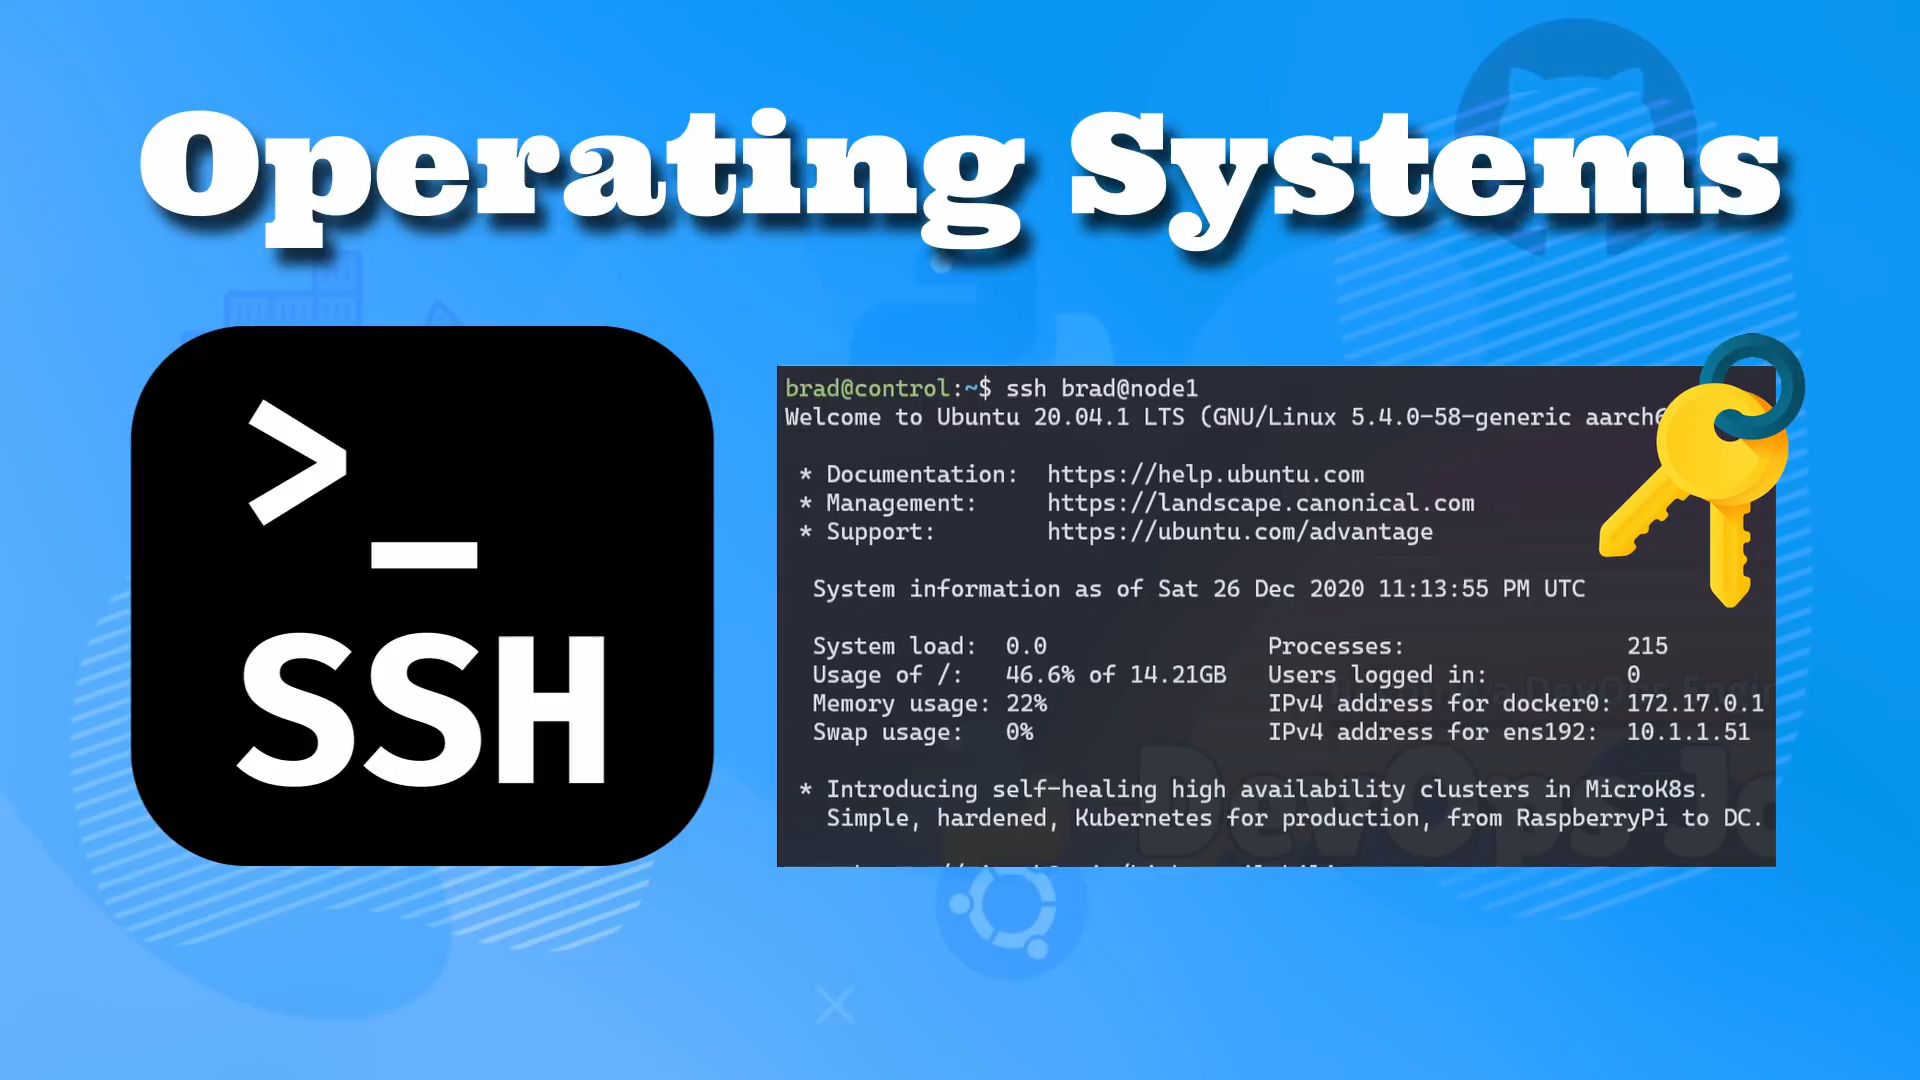 Operating Systems
>_
SSH
brad@control:~$ ssh brad@node1
Welcome to Ubuntu 20.04.1 LTS (GNU/Linux 5.4.0-58-generic
* Documentation: https://help.ubuntu.com
* Management: https://landscape.canonical.com
* Support: https://ubuntu.com/advantage
System information as of Sat 26 Dec 2020 11:13:55 PM UTC
System load: 0.0 Processes: 215
Usage of /: 46.6% of 14.21GB Users logged in: 0
Memory usage: 22% IPv4 address for docker0: 172.17.0.1
Swap usage: 0% IPv4 address for ens192: 10.1.1.51
* Introducing self-healing high availability clusters in MicroK8s.
Simple, hardened, Kubernetes for production, from RaspberryPi to DC.
DevOps